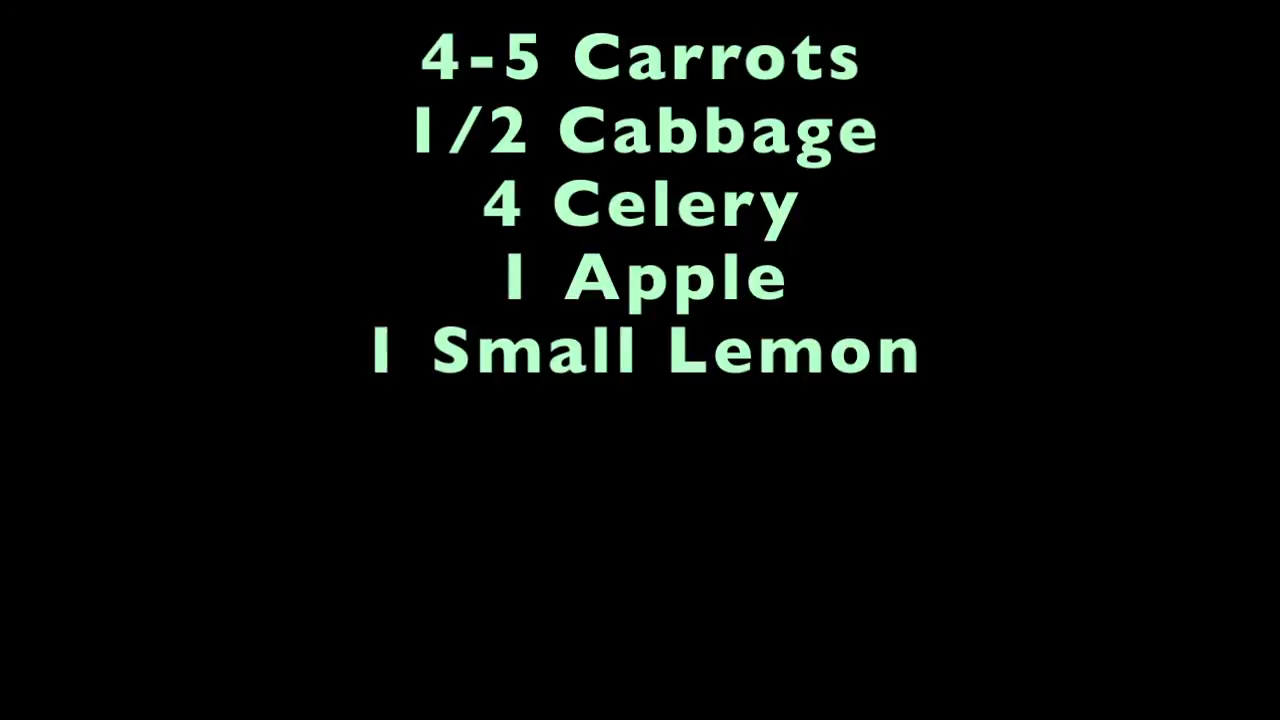 4-5 Carrots
1/2 Cabbage
4 Celery
1 Apple
1 Small Lemon